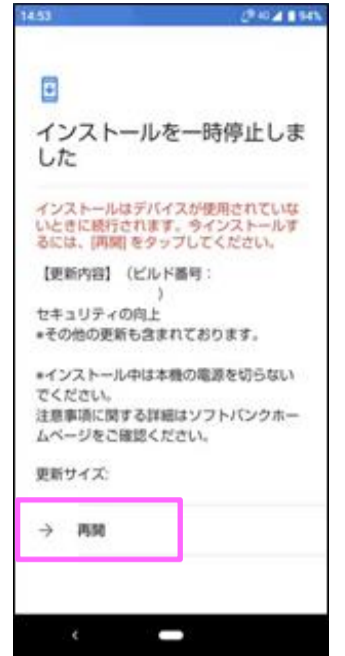 14:53
4G 94%
インストールを一時停止しま
した
インストールはデバイスが使用されていな
いときに続行されます。今インストールす
るには、[再開] をタップしてください。
【更新内容】（ビルド番号：
）
セキュリティの向上
*その他の更新も含まれております。
*インストール中は本機の電源を切らない
でください。
注意事項に関する詳細はソフトバンクホー
ムページをご確認ください。
更新サイズ:
→ 再開